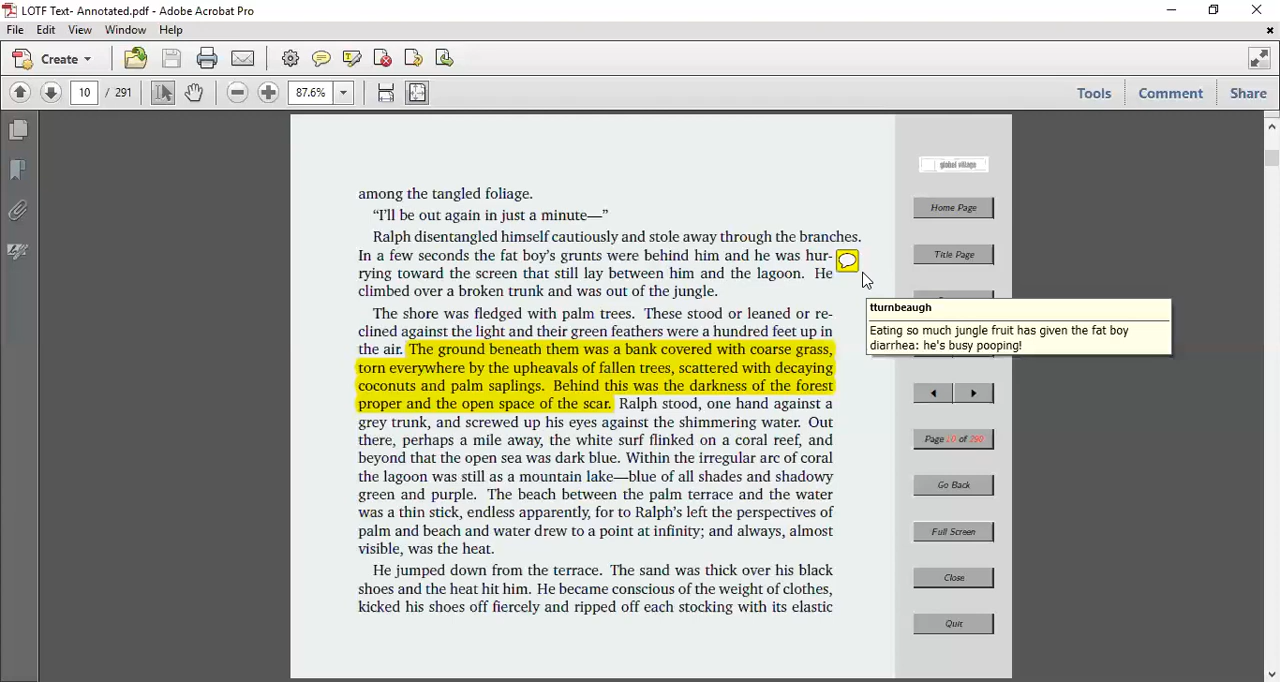 LOTF Text- Annotated.pdf - Adobe Acrobat Pro
File Edit View Window Help
Create
10 / 291 87.6% Tools Comment Share
global village
among the tangled foliage.
Home Page
“I’ll be out again in just a minute—”
Ralph disentangled himself cautiously and stole away through the branches.
Title Page
In a few seconds the fat boy’s grunts were behind him and he was hur-
rying toward the screen that still lay between him and the lagoon. He
climbed over a broken trunk and was out of the jungle.
tturnbeaugh
Eating so much jungle fruit has given the fat boy
diarrhea: he's busy pooping!
The shore was fledged with palm trees. These stood or leaned or re-
clined against the light and their green feathers were a hundred feet up in
the air. The ground beneath them was a bank covered with coarse grass,
torn everywhere by the upheavals of fallen trees, scattered with decaying
coconuts and palm saplings. Behind this was the darkness of the forest
proper and the open space of the scar. Ralph stood, one hand against a
grey trunk, and screwed up his eyes against the shimmering water. Out
there, perhaps a mile away, the white surf flinked on a coral reef, and
Page 10 of 290
beyond that the open sea was dark blue. Within the irregular arc of coral
the lagoon was still as a mountain lake—blue of all shades and shadowy
Go Back
green and purple. The beach between the palm terrace and the water
was a thin stick, endless apparently, for to Ralph’s left the perspectives of
palm and beach and water drew to a point at infinity; and always, almost
Full Screen
visible, was the heat.
He jumped down from the terrace. The sand was thick over his black
Close
shoes and the heat hit him. He became conscious of the weight of clothes,
kicked his shoes off fiercely and ripped off each stocking with its elastic
Quit